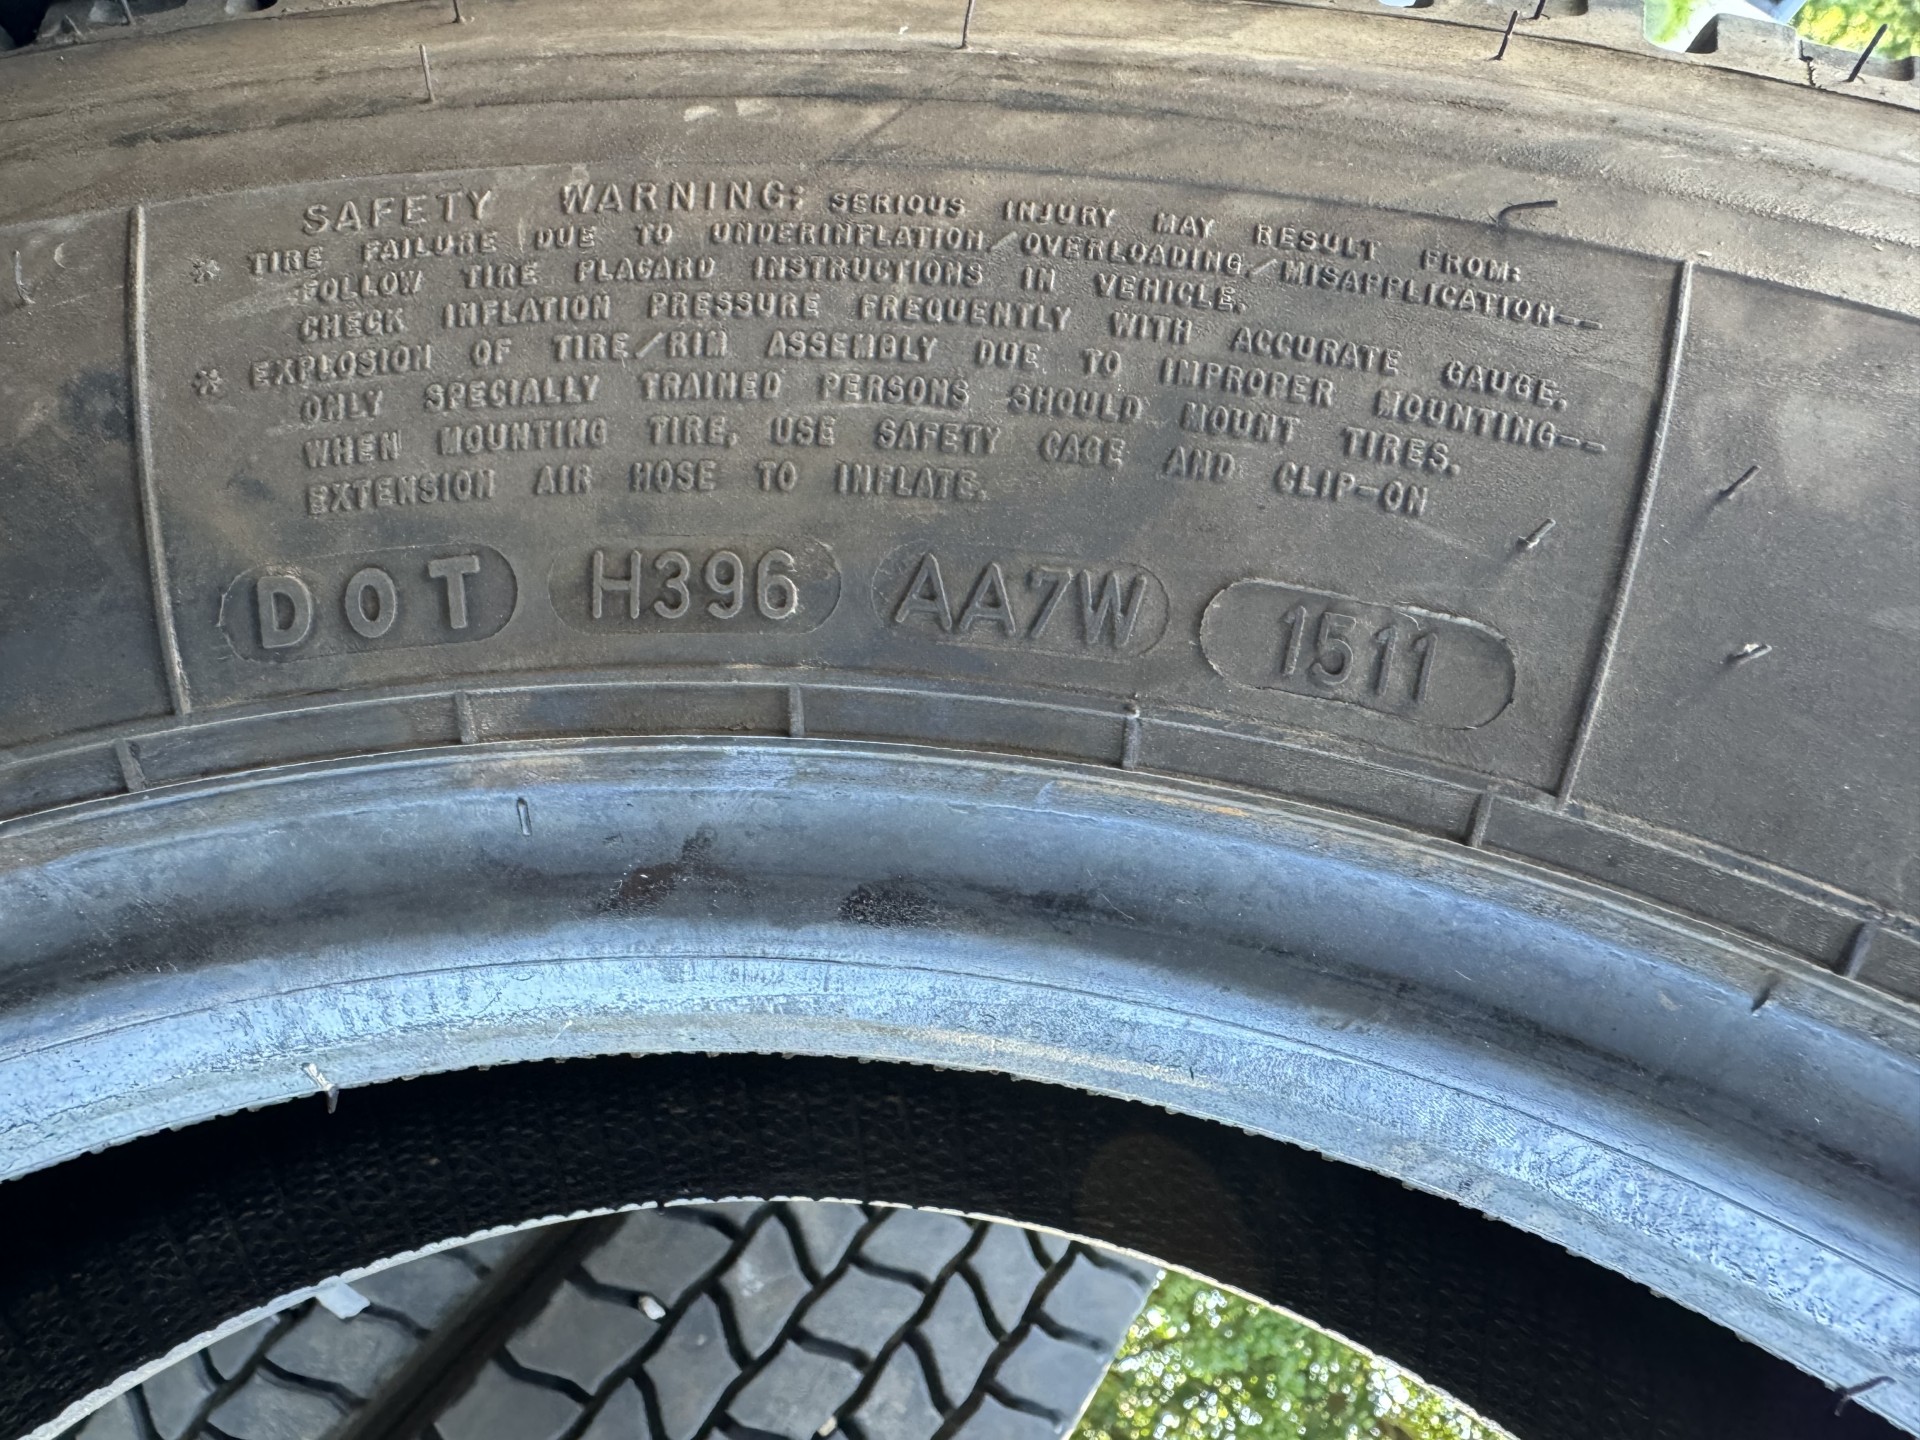 SAFETY WARNING: SERIOUS INJURY MAY RESULT FROM:
* TIRE FAILURE DUE TO UNDERINFLATION/OVERLOADING/MISAPPLICATION--
FOLLOW TIRE PLACARD INSTRUCTIONS IN VEHICLE.
CHECK INFLATION PRESSURE FREQUENTLY WITH ACCURATE GAUGE.
* EXPLOSION OF TIRE/RIM ASSEMBLY DUE TO IMPROPER MOUNTING--
ONLY SPECIALLY TRAINED PERSONS SHOULD MOUNT TIRES.
WHEN MOUNTING TIRE, USE SAFETY CAGE AND CLIP-ON
EXTENSION AIR HOSE TO INFLATE.
DOT H396 AA7W 1511